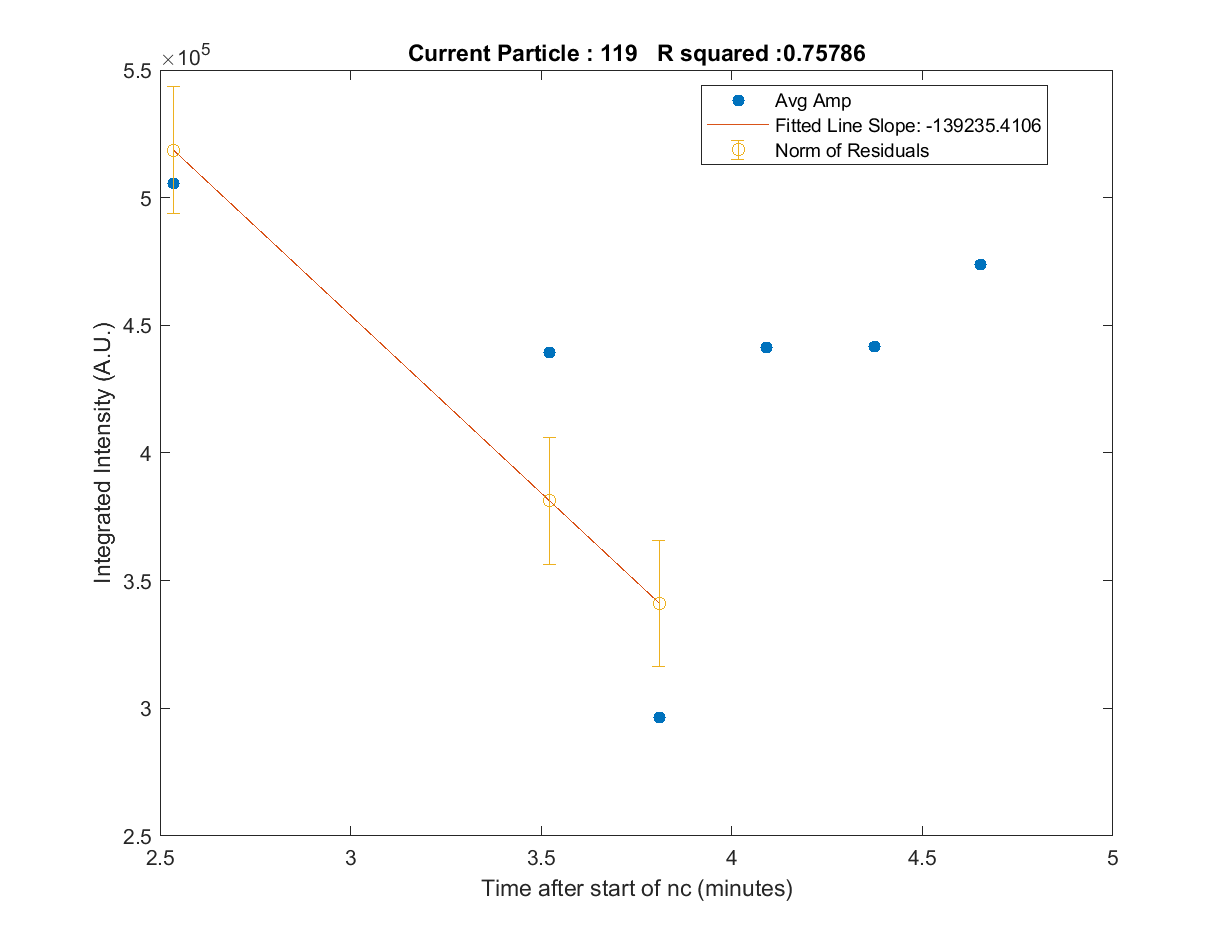 Current Particle : 119 R squared :0.75786
×10⁵
5.5
5
4.5
4
3.5
3
2.5
Integrated Intensity (A.U.)
Avg Amp
Fitted Line Slope: -139235.4106
Norm of Residuals
2.5 3 3.5 4 4.5 5
Time after start of nc (minutes)